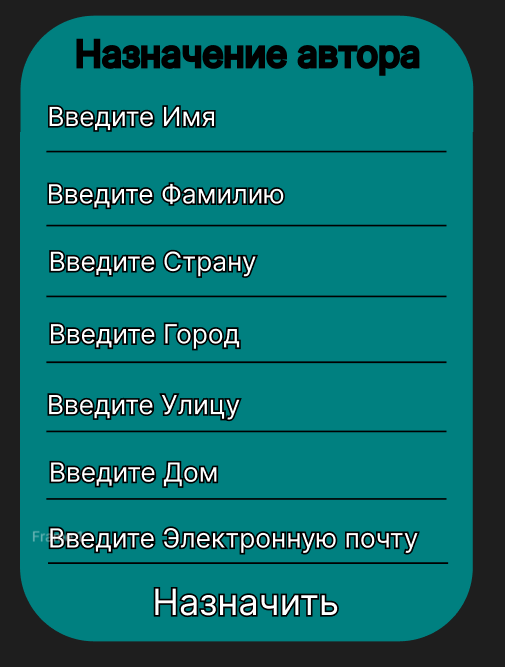 Назначение автора
Введите Имя
Введите Фамилию
Введите Страну
Введите Город
Введите Улицу
Введите Дом
Введите Электронную почту
Назначить